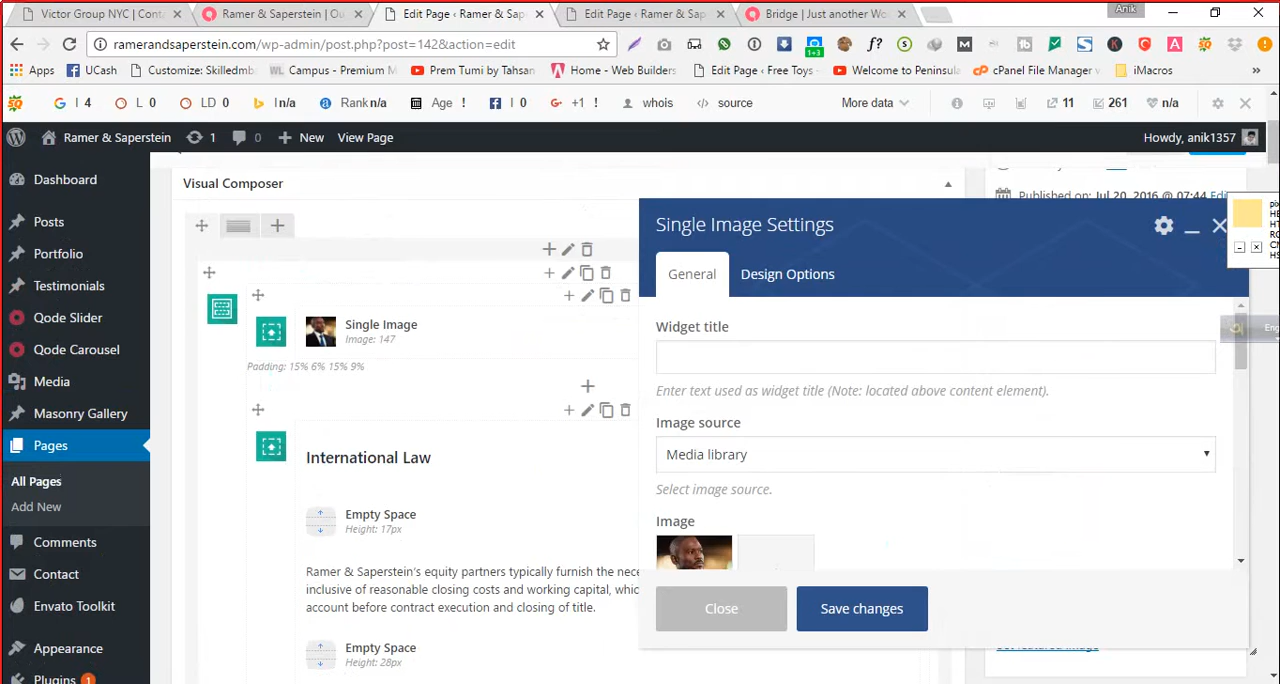 Victor Group NYC | Cont
Ramer & Saperstein | Ou
Edit Page ‹ Ramer & Sap
Edit Page ‹ Ramer & Sap
Bridge | Just another Wo
Anik
ramerandsaperstein.com/wp-admin/post.php?post=142&action=edit
Apps
UCash
Customize: Skilledmb
Campus - Premium M
Prem Tumi by Tahsan
Home - Web Builders
Edit Page ‹ Free Toys -
Welcome to Peninsula
cPanel File Manager v
iMacros
I 4
L 0
LD 0
I n/a
Rank n/a
Age !
I 0
+1 !
whois
source
More data
11
261
n/a
Ramer & Saperstein
1
0
New
View Page
Howdy, anik1357
Dashboard
Posts
Portfolio
Testimonials
Qode Slider
Qode Carousel
Media
Masonry Gallery
Pages
All Pages
Add New
Comments
Contact
Envato Toolkit
Appearance
Plugins 1
Visual Composer
Single Image
Image: 147
Padding: 15% 6% 15% 9%
International Law
Empty Space
Height: 17px
Ramer & Saperstein's equity partners typically furnish the nece
inclusive of reasonable closing costs and working capital, whic
account before contract execution and closing of title.
Empty Space
Height: 28px
Published on: Jul 20, 2016 @ 07:44 Edi
Single Image Settings
General
Design Options
Widget title
Enter text used as widget title (Note: located above content element).
Image source
Media library
Select image source.
Image
Close
Save changes